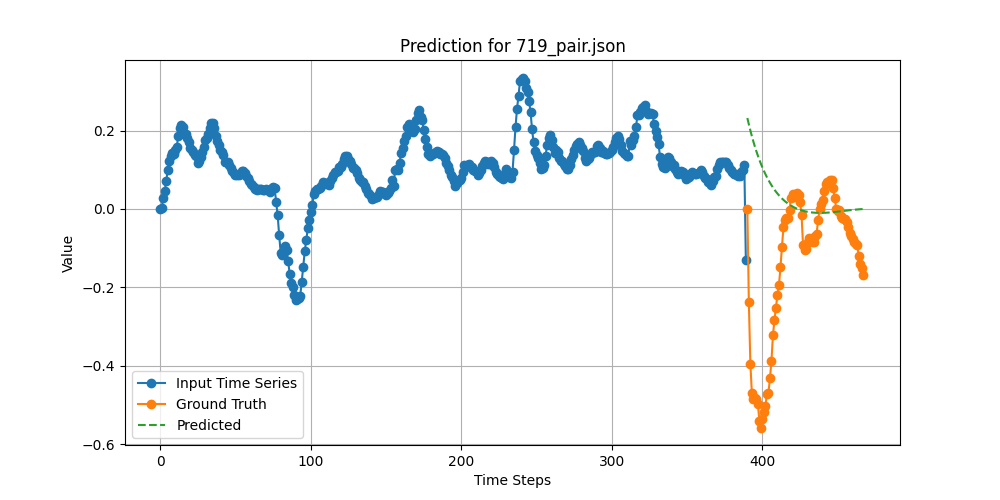 Prediction for 719_pair.json
0.2
0.0
−0.2
−0.4
−0.6
Value
Input Time Series
Ground Truth
Predicted
0
100
200
300
400
Time Steps